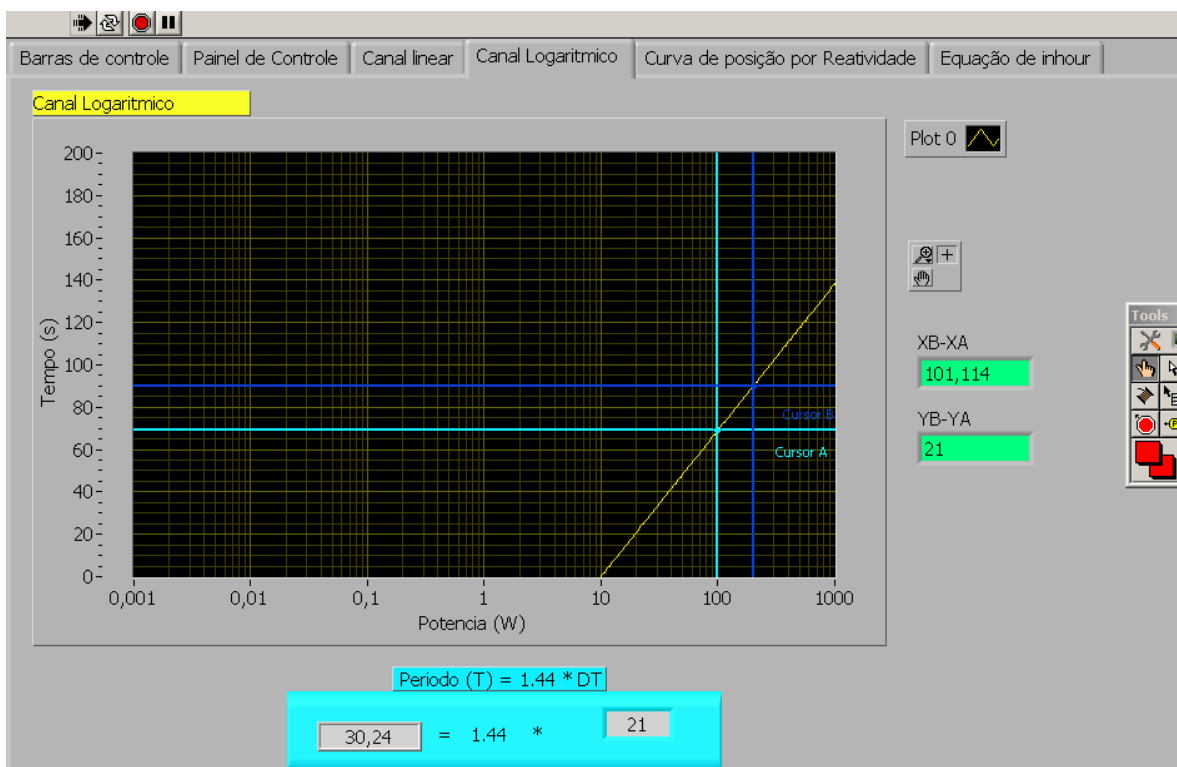 Barras de controle Painel de Controle Canal linear Canal Logaritmico Curva de posição por Reatividade Equação de inhour
Canal Logaritmico
Plot 0
200
180
160
140
120
100
80
60
40
20
0
Tempo (s)
Cursor B
Cursor A
0,001 0,01 0,1 1 10 100 1000
Potencia (W)
XB-XA
101,114
YB-YA
21
Tools
Periodo (T) = 1.44 * DT
30,24 = 1.44 * 21